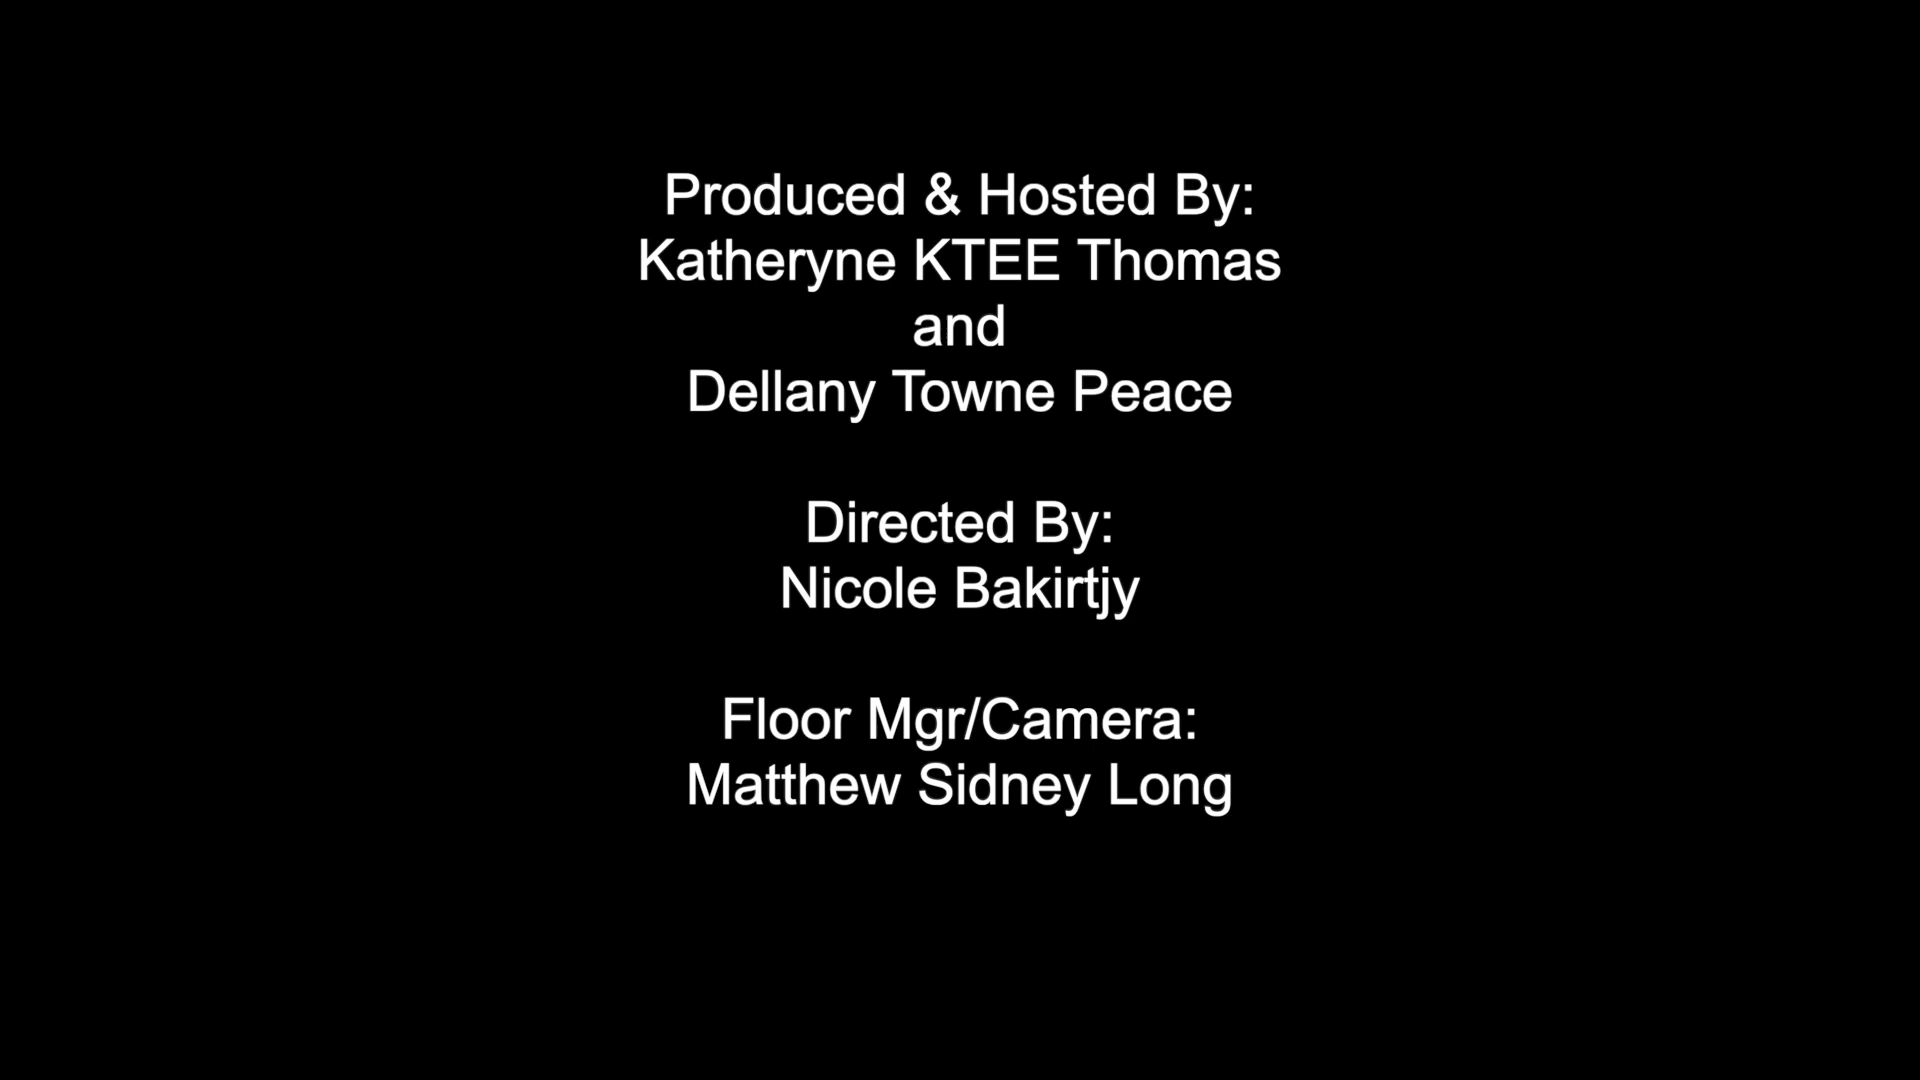 Produced & Hosted By:
Katheryne KTEE Thomas
and
Dellany Towne Peace
Directed By:
Nicole Bakirtjy
Floor Mgr/Camera:
Matthew Sidney Long